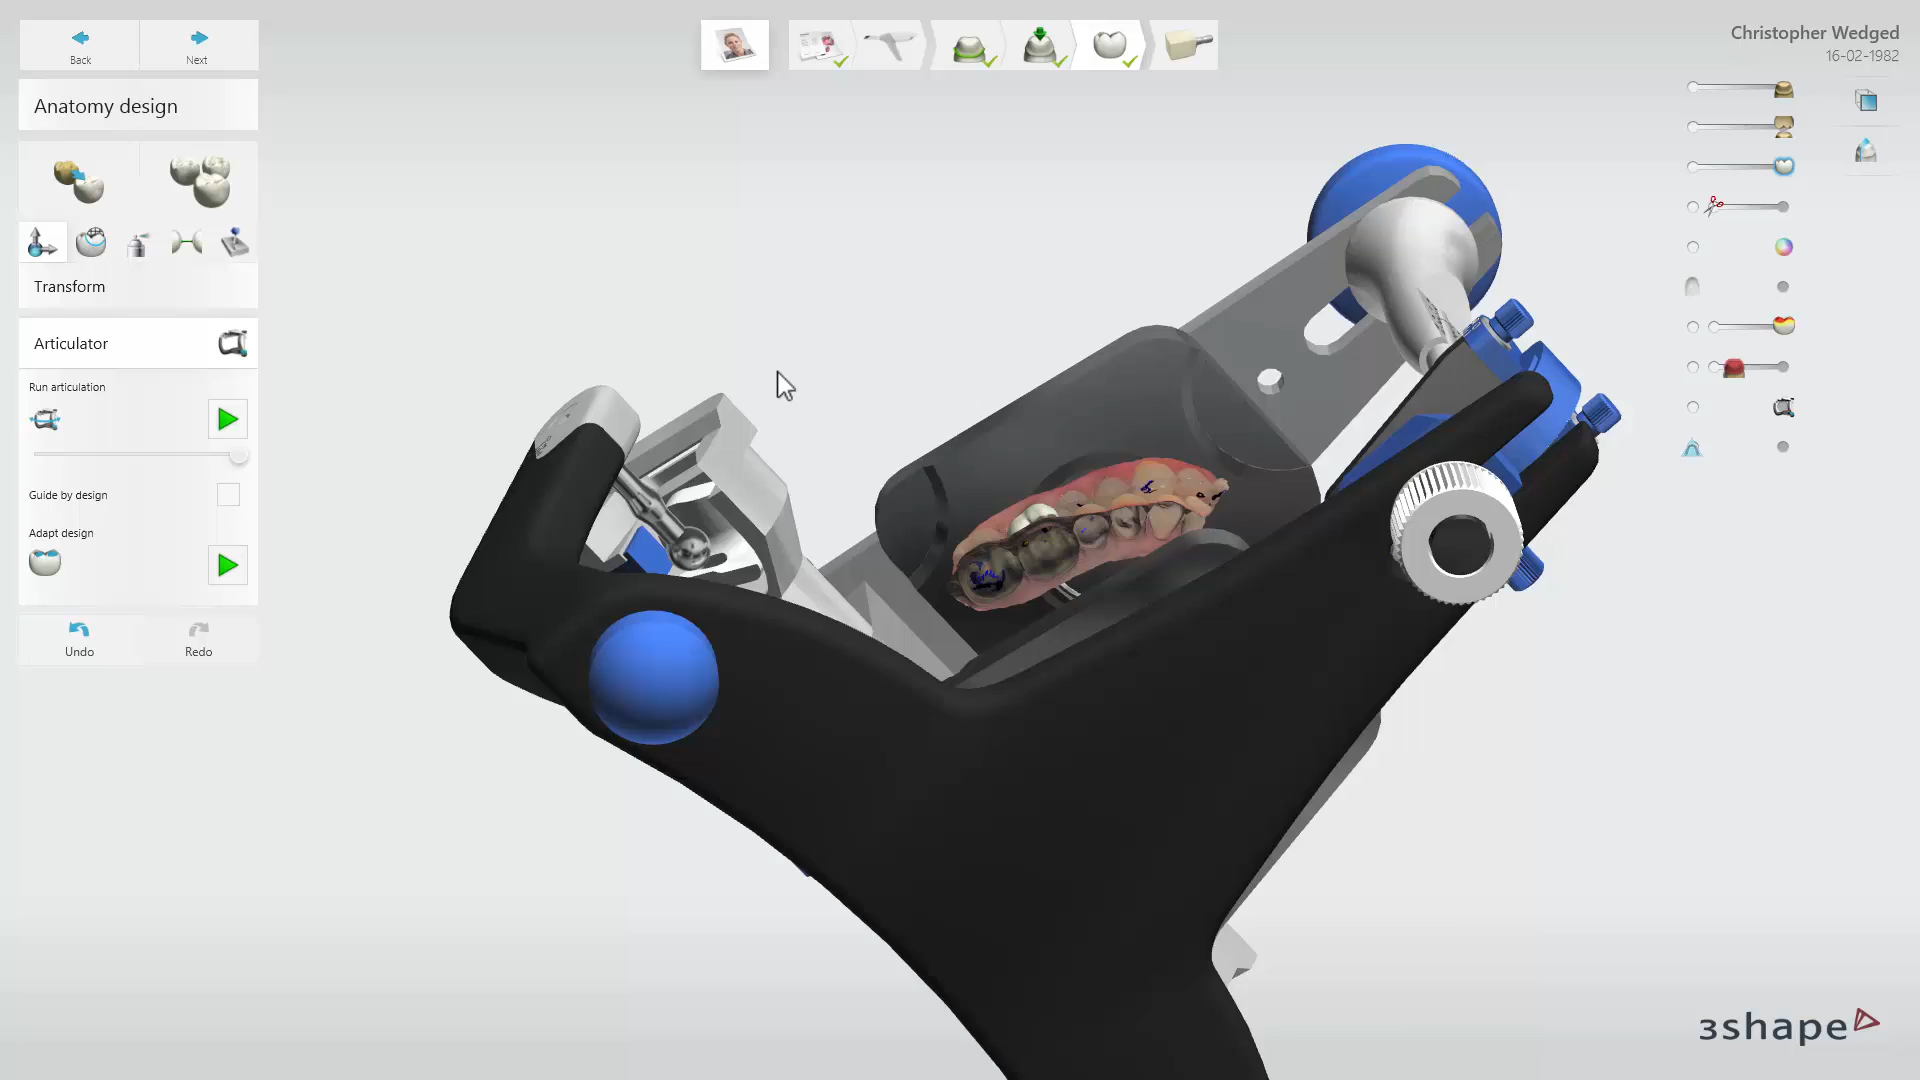 Back
Next
Anatomy design
Transform
Articulator
Run articulation
Guide by design
Adapt design
Undo
Redo
Christopher Wedged
16-02-1982
3shape